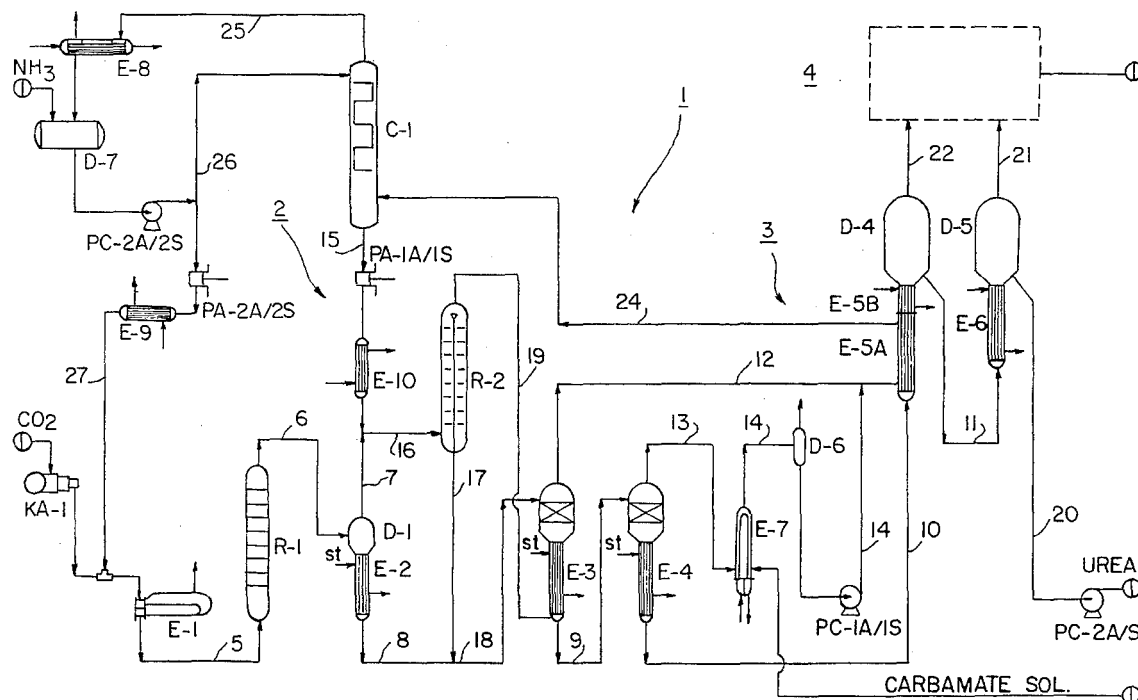 25
1
4
E-8
NH3
C-1
D-7
26
22
21
PC-2A/2S
2
15
PA-1A/1S
D-4
D-5
3
PA-2A/2S
E-9
24
E-5B
E-6
E-5A
27
E-10
R-2
19
12
CO2
6
16
13
14
D-6
11
KA-1
7
17
R-1
D-1
E-7
14
10
20
st
E-2
st
E-3
st
E-4
UREA
E-1
PC-1A/1S
PC-2A/S
5
8
18
9
CARBAMATE SOL.